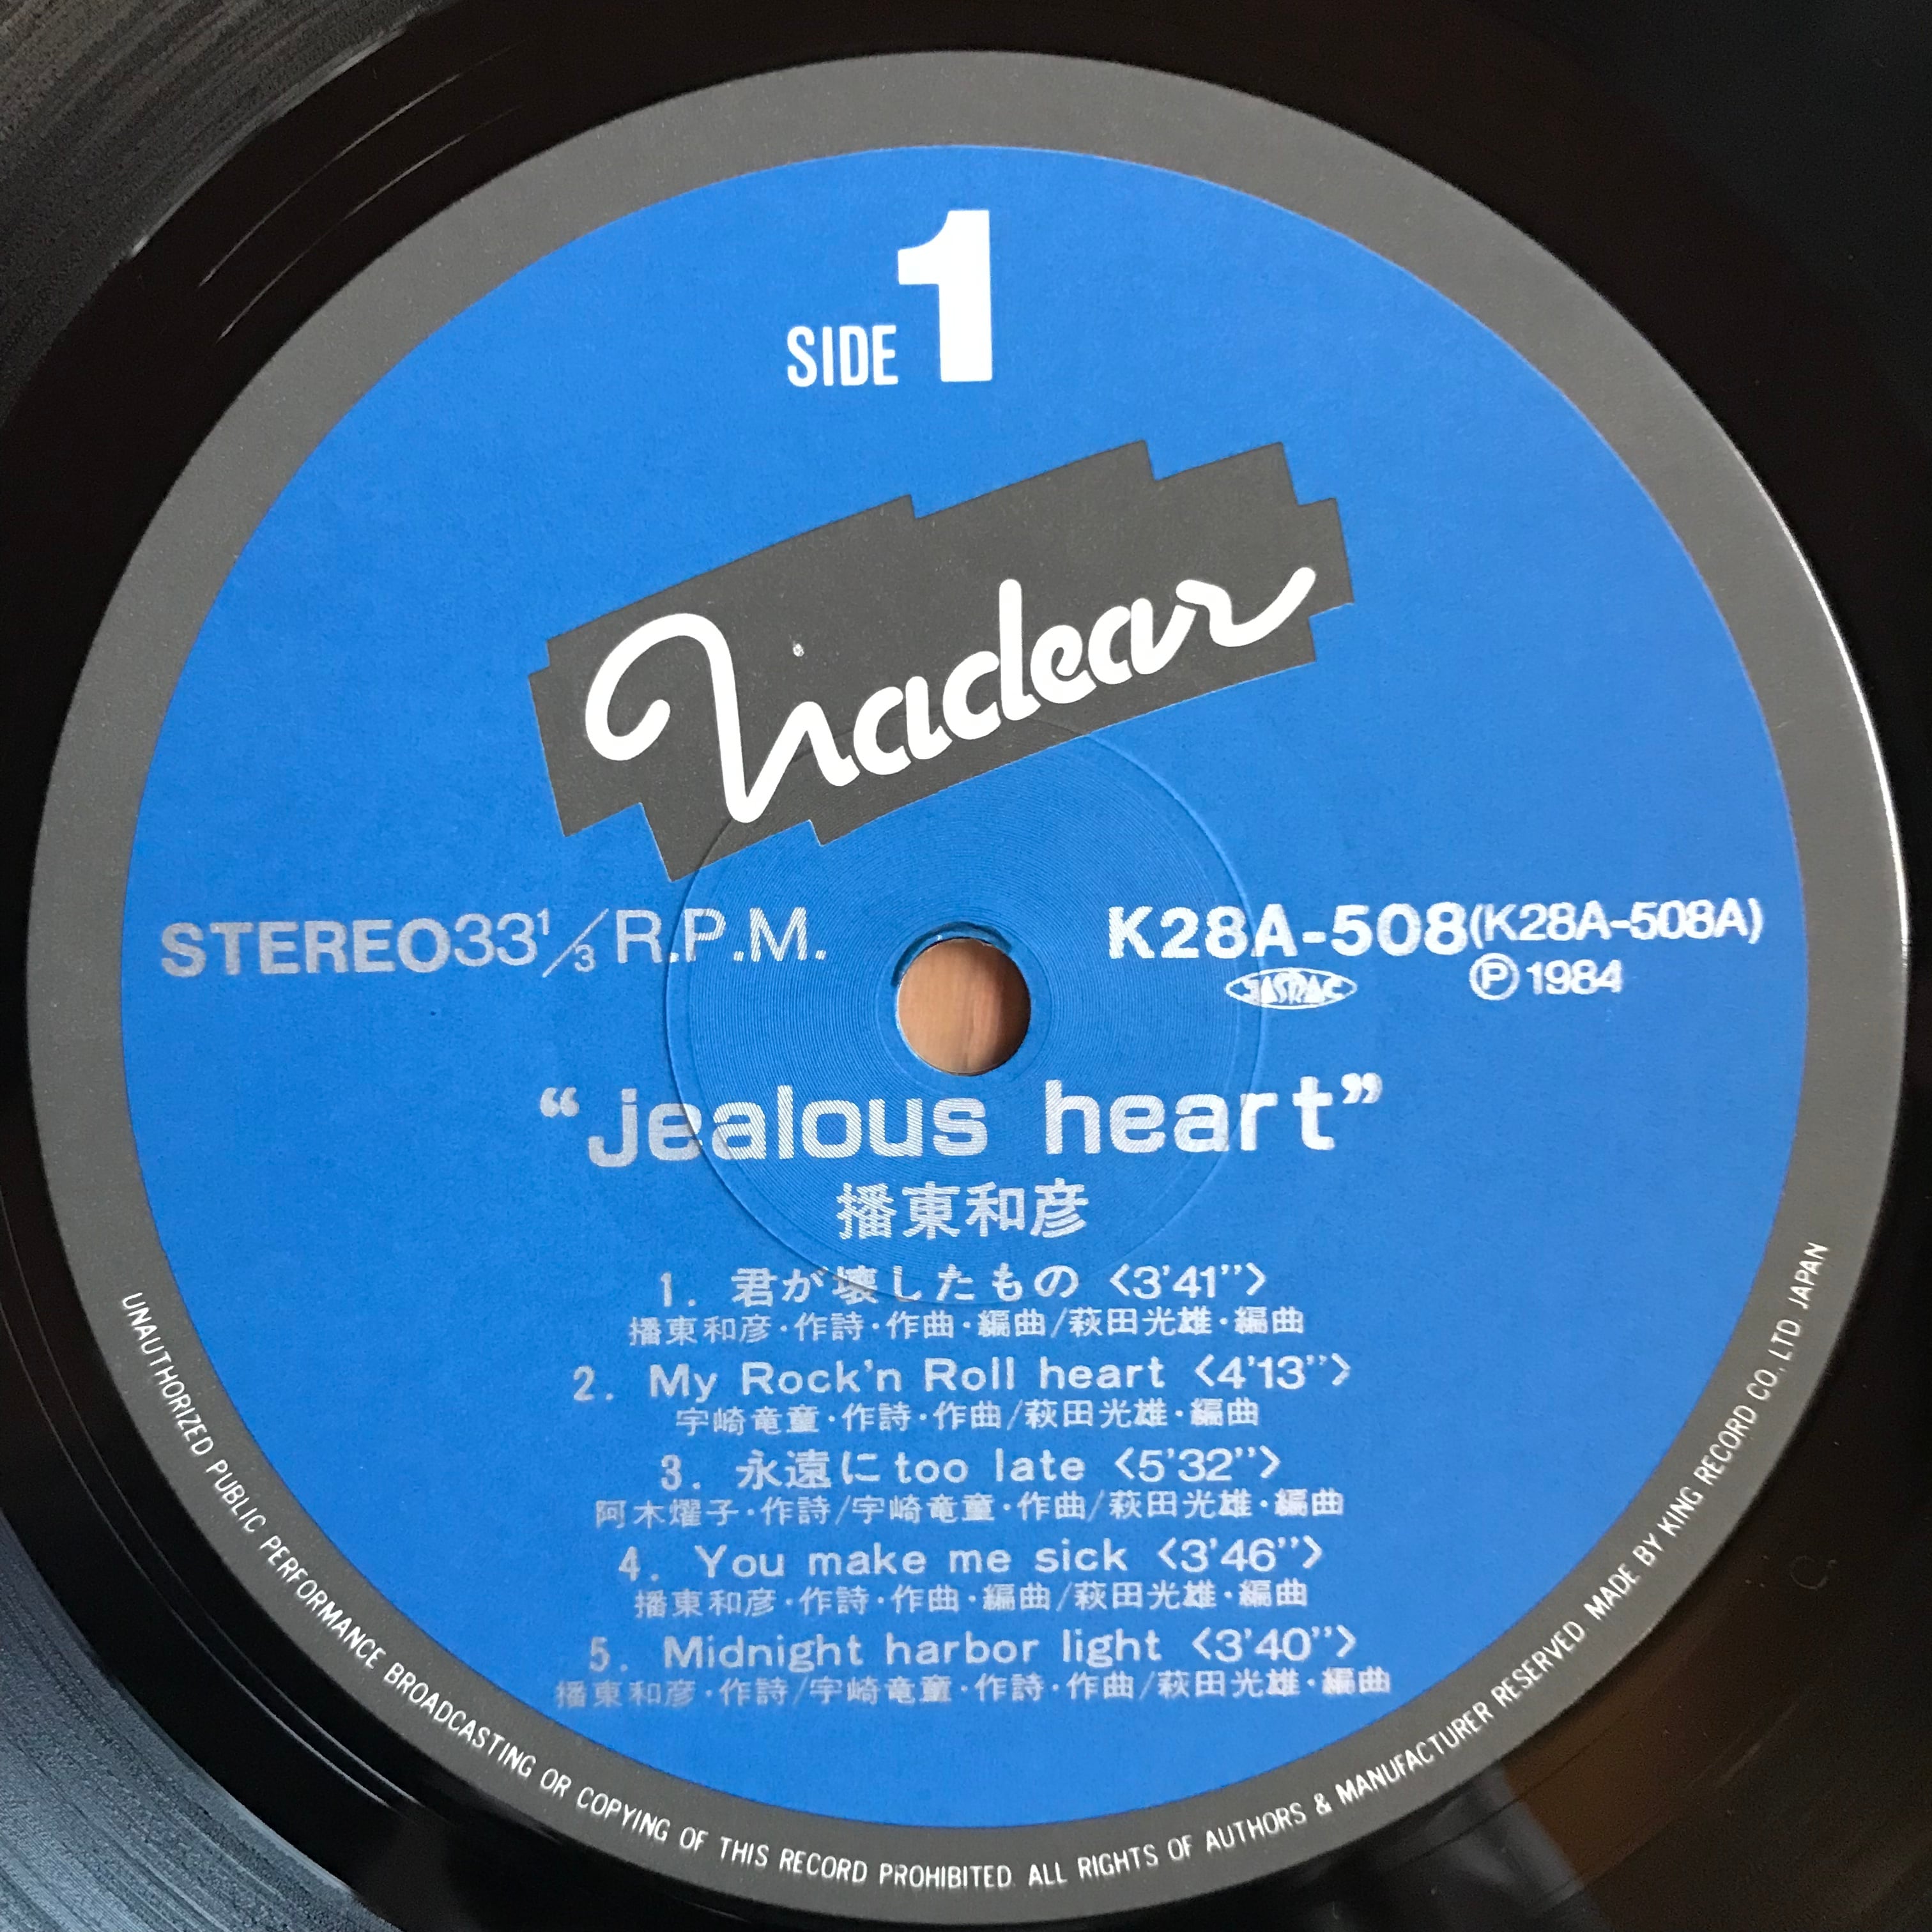 SIDE 1
Nadear
STEREO 33 1/3 R.P.M.
K28A-508(K28A-508A)
JASRAC
Ⓟ1984
“Jealous heart”
播東和彦
1. 君が壊したもの〈3'41''〉
播東和彦・作詩・作曲・編曲/萩田光雄・編曲
2. My Rock'n Roll heart〈4'13''〉
宇崎竜童・作詩・作曲/萩田光雄・編曲
3. 永遠にtoo late〈5'32''〉
阿木燿子・作詩/宇崎竜童・作曲/萩田光雄・編曲
4. You make me sick〈3'46''〉
播東和彦・作詩・作曲・編曲/萩田光雄・編曲
5. Midnight harbor light〈3'40''〉
播東和彦・作詩/宇崎竜童・作詩・作曲/萩田光雄・編曲
UNAUTHORIZED PUBLIC PERFORMANCE BROADCASTING OR COPYING OF THIS RECORD PROHIBITED. ALL RIGHTS OF AUTHORS & MANUFACTURER RESERVED MADE BY KING RECORD CO., LTD JAPAN